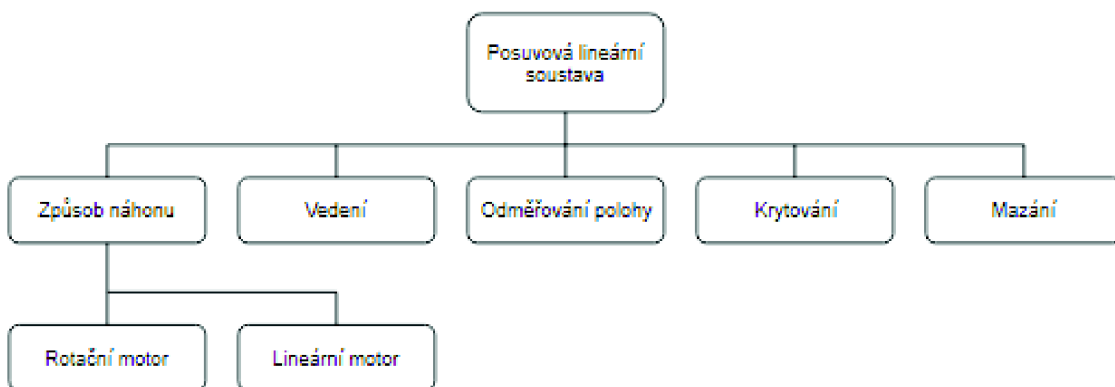 Posuvová lineární
soustava
Způsob náhonu
Vedení
Odměřování polohy
Krytování
Mazání
Rotační motor
Lineární motor